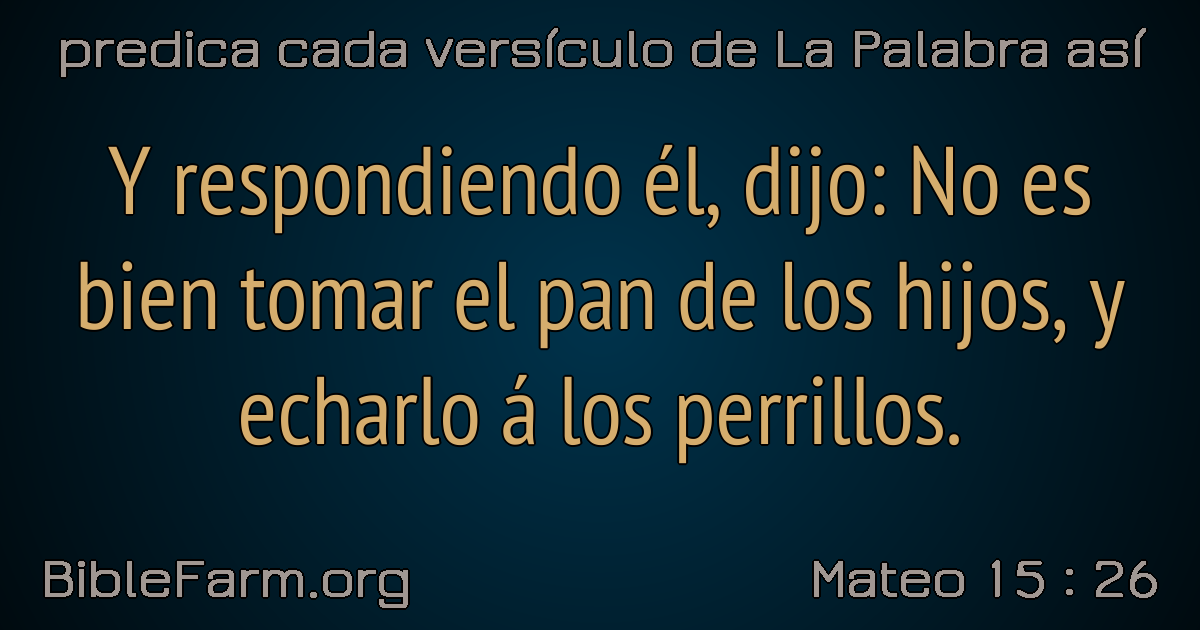 predica cada versículo de La Palabra así
Y respondiendo él, dijo: No es
bien tomar el pan de los hijos, y
echarlo á los perrillos.
BibleFarm.org
Mateo 15 : 26